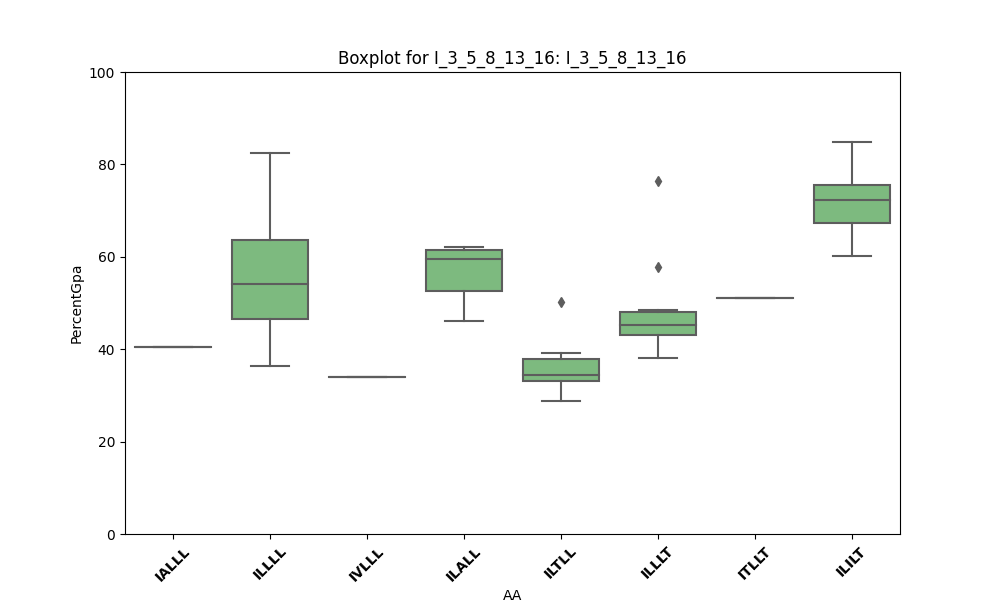 Boxplot for I_3_5_8_13_16: I_3_5_8_13_16
100
80
60
40
20
0
PercentGpa
IALLL
ILLLL
IVLLL
ILALL
ILTLL
ILLLT
ITLLT
ILILT
AA